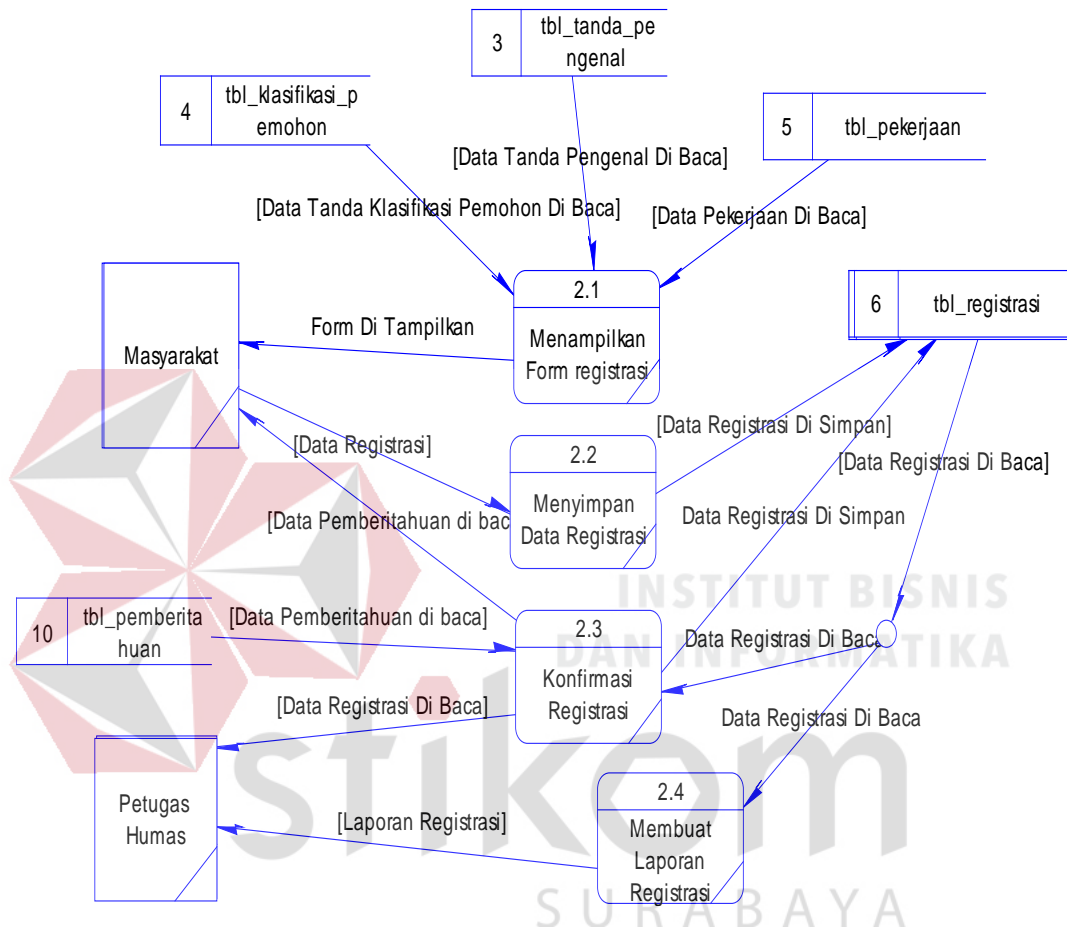 3
tbl_tanda_pe
ngenal
4
tbl_klasifikasi_p
emohon
5
tbl_pekerjaan
[Data Tanda Pengenal Di Baca]
[Data Tanda Klasifikasi Pemohon Di Baca]
[Data Pekerjaan Di Baca]
2.1
Menampilkan
Form registrasi
6
tbl_registrasi
Form Di Tampilkan
Masyarakat
[Data Registrasi]
2.2
Menyimpan
Data Registrasi
[Data Registrasi Di Simpan]
[Data Registrasi Di Baca]
[Data Pemberitahuan di bac
Data Registrasi Di Simpan
INSTITUT BISNIS
DAN INFORMATIKA
10
tbl_pemberita
huan
[Data Pemberitahuan di baca]
2.3
Konfirmasi
Registrasi
Data Registrasi Di Baca
[Data Registrasi Di Baca]
Data Registrasi Di Baca
stikom
Petugas
Humas
[Laporan Registrasi]
2.4
Membuat
Laporan
Registrasi
SURABAYA